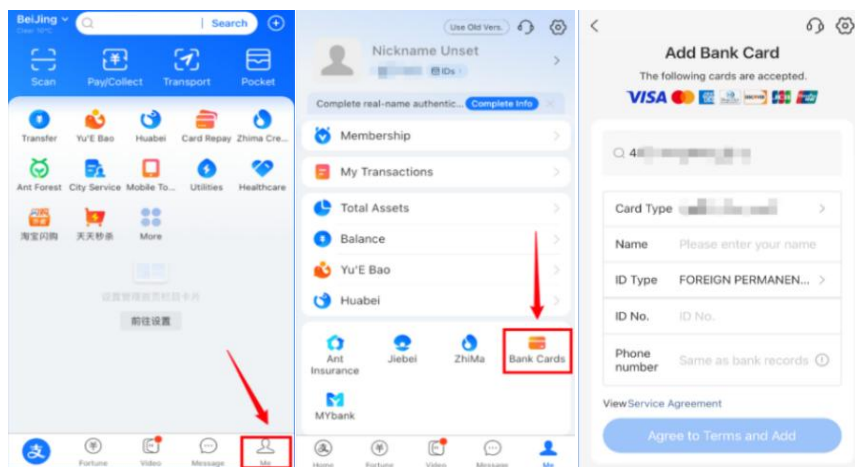 BeiJing
Search
Scan
Pay/Collect
Transport
Pocket
Transfer
Yu'E Bao
Huabei
Card Repay
Zhima Cre...
Ant Forest
City Service
Mobile To...
Utilities
Healthcare
淘宝闪购
天天秒杀
More
前往设置
支
Fortune
Video
Message
Me
Use Old Vers.
Nickname Unset
IDs
Complete real-name authentic...
Complete Info
Membership
My Transactions
Total Assets
Balance
Yu'E Bao
Huabei
Ant
Insurance
Jiebei
ZhiMa
Bank Cards
MYbank
Home
Fortune
Video
Message
Me
Add Bank Card
The following cards are accepted.
VISA
4
Card Type
Name
Please enter your name
ID Type
FOREIGN PERMANEN...
ID No.
ID No.
Phone
number
Same as bank records
ViewService Agreement
Agree to Terms and Add